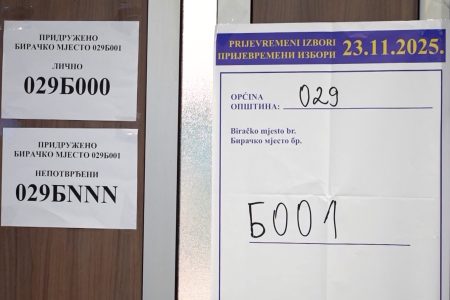 ПРИДРУЖЕНО
БИРАЧКО МЈЕСТО 029Б001
ЛИЧНО
029Б000
ПРИДРУЖЕНО
БИРАЧКО МЈЕСТО 029Б001
НЕПОТВРЂЕНИ
029БNNN
PRIJEVREMENI IZBORI
ПРИЈЕВРЕМЕНИ ИЗБОРИ
23.11.2025.
OPĆINA
ОПШТИНА: 029
Biračko mjesto br.
Бирачко мјесто бр.
Б001